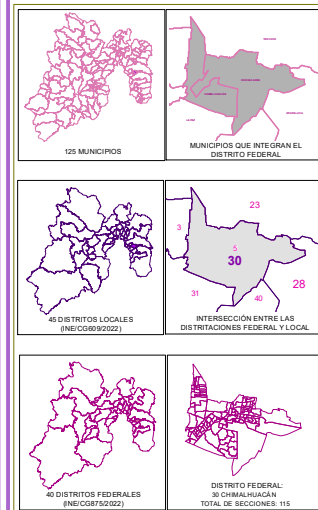 125 MUNICIPIOS
MUNICIPIOS QUE INTEGRAN EL
DISTRITO FEDERAL
23
3
5
30
28
31
40
45 DISTRITOS LOCALES
(INE/CG609/2022)
INTERSECCIÓN ENTRE LAS
DISTRITACIONES FEDERAL Y LOCAL
40 DISTRITOS FEDERALES
(INE/CG875/2022)
DISTRITO FEDERAL:
30 CHIMALHUACÁN
TOTAL DE SECCIONES: 115